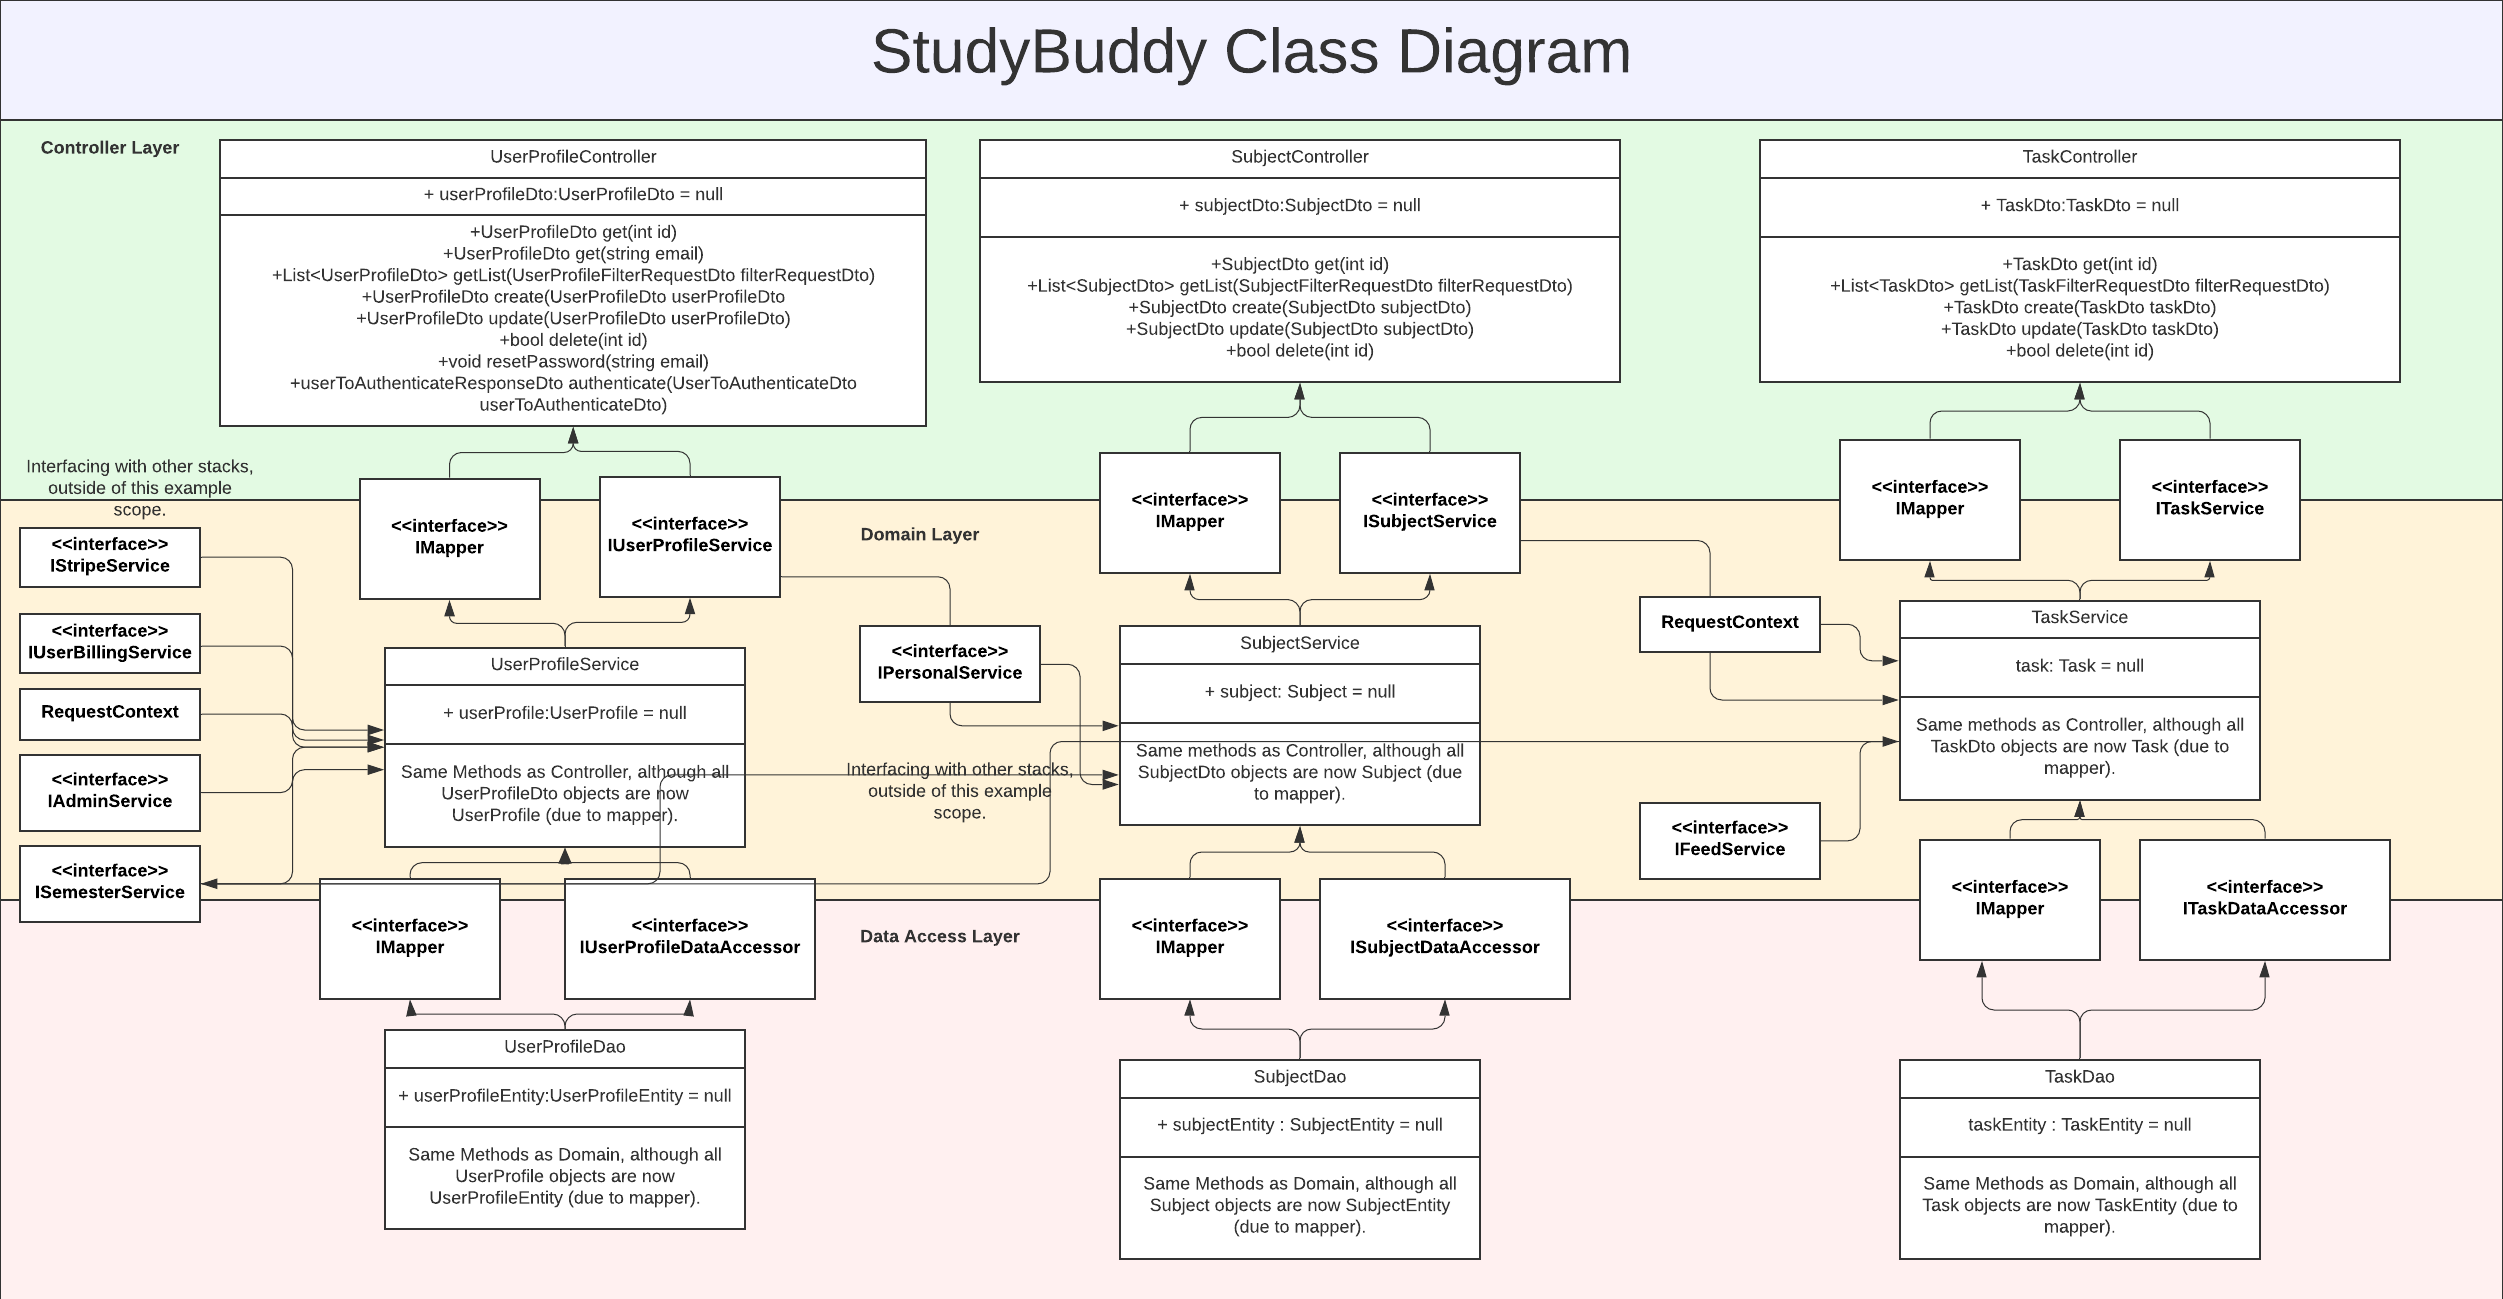 StudyBuddy Class Diagram
Controller Layer
UserProfileController
+ userProfileDto:UserProfileDto = null
+UserProfileDto get(int id)
+UserProfileDto get(string email)
+List<UserProfileDto> getList(UserProfileFilterRequestDto filterRequestDto)
+UserProfileDto create(UserProfileDto userProfileDto
+UserProfileDto update(UserProfileDto userProfileDto)
+bool delete(int id)
+void resetPassword(string email)
+userToAuthenticateResponseDto authenticate(UserToAuthenticateDto
userToAuthenticateDto)
SubjectController
+ subjectDto:SubjectDto = null
+SubjectDto get(int id)
+List<SubjectDto> getList(SubjectFilterRequestDto filterRequestDto)
+SubjectDto create(SubjectDto subjectDto)
+SubjectDto update(SubjectDto subjectDto)
+bool delete(int id)
TaskController
+ TaskDto:TaskDto = null
+TaskDto get(int id)
+List<TaskDto> getList(TaskFilterRequestDto filterRequestDto)
+TaskDto create(TaskDto taskDto)
+TaskDto update(TaskDto taskDto)
+bool delete(int id)
Interfacing with other stacks,
outside of this example
scope.
<<interface>>
IMapper
<<interface>>
IUserProfileService
<<interface>>
IMapper
<<interface>>
ISubjectService
<<interface>>
IMapper
<<interface>>
ITaskService
Domain Layer
<<interface>>
IStripeService
<<interface>>
IUserBillingService
RequestContext
<<interface>>
IAdminService
<<interface>>
ISemesterService
UserProfileService
+ userProfile:UserProfile = null
Same Methods as Controller, although all
UserProfileDto objects are now
UserProfile (due to mapper).
<<interface>>
IPersonalService
Interfacing with other stacks,
outside of this example
scope.
SubjectService
+ subject: Subject = null
Same methods as Controller, although all
SubjectDto objects are now Subject (due
to mapper).
RequestContext
<<interface>>
IFeedService
TaskService
task: Task = null
Same methods as Controller, although all
TaskDto objects are now Task (due to
mapper).
<<interface>>
IMapper
<<interface>>
IUserProfileDataAccessor
Data Access Layer
<<interface>>
IMapper
<<interface>>
ISubjectDataAccessor
<<interface>>
IMapper
<<interface>>
ITaskDataAccessor
UserProfileDao
+ userProfileEntity:UserProfileEntity = null
Same Methods as Domain, although all
UserProfile objects are now
UserProfileEntity (due to mapper).
SubjectDao
+ subjectEntity : SubjectEntity = null
Same Methods as Domain, although all
Subject objects are now SubjectEntity
(due to mapper).
TaskDao
taskEntity : TaskEntity = null
Same Methods as Domain, although all
Task objects are now TaskEntity (due to
mapper).